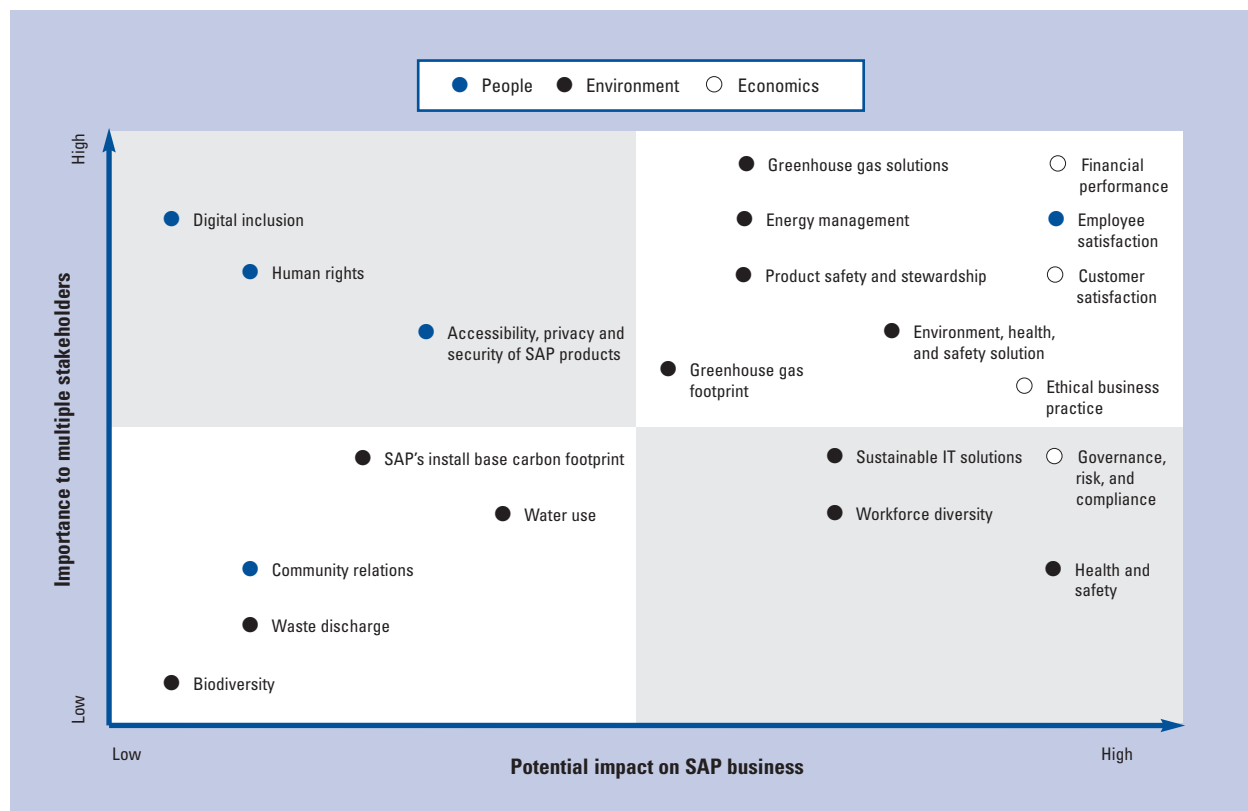 People
Environment
Economics
High
Importance to multiple stakeholders
Low
Greenhouse gas solutions
Financial
performance
Digital inclusion
Energy management
Employee
satisfaction
Human rights
Product safety and stewardship
Customer
satisfaction
Accessibility, privacy and
security of SAP products
Environment, health,
and safety solution
Greenhouse gas
footprint
Ethical business
practice
SAP's install base carbon footprint
Sustainable IT solutions
Governance,
risk, and
compliance
Water use
Workforce diversity
Community relations
Health and
safety
Waste discharge
Biodiversity
Low
High
Potential impact on SAP business